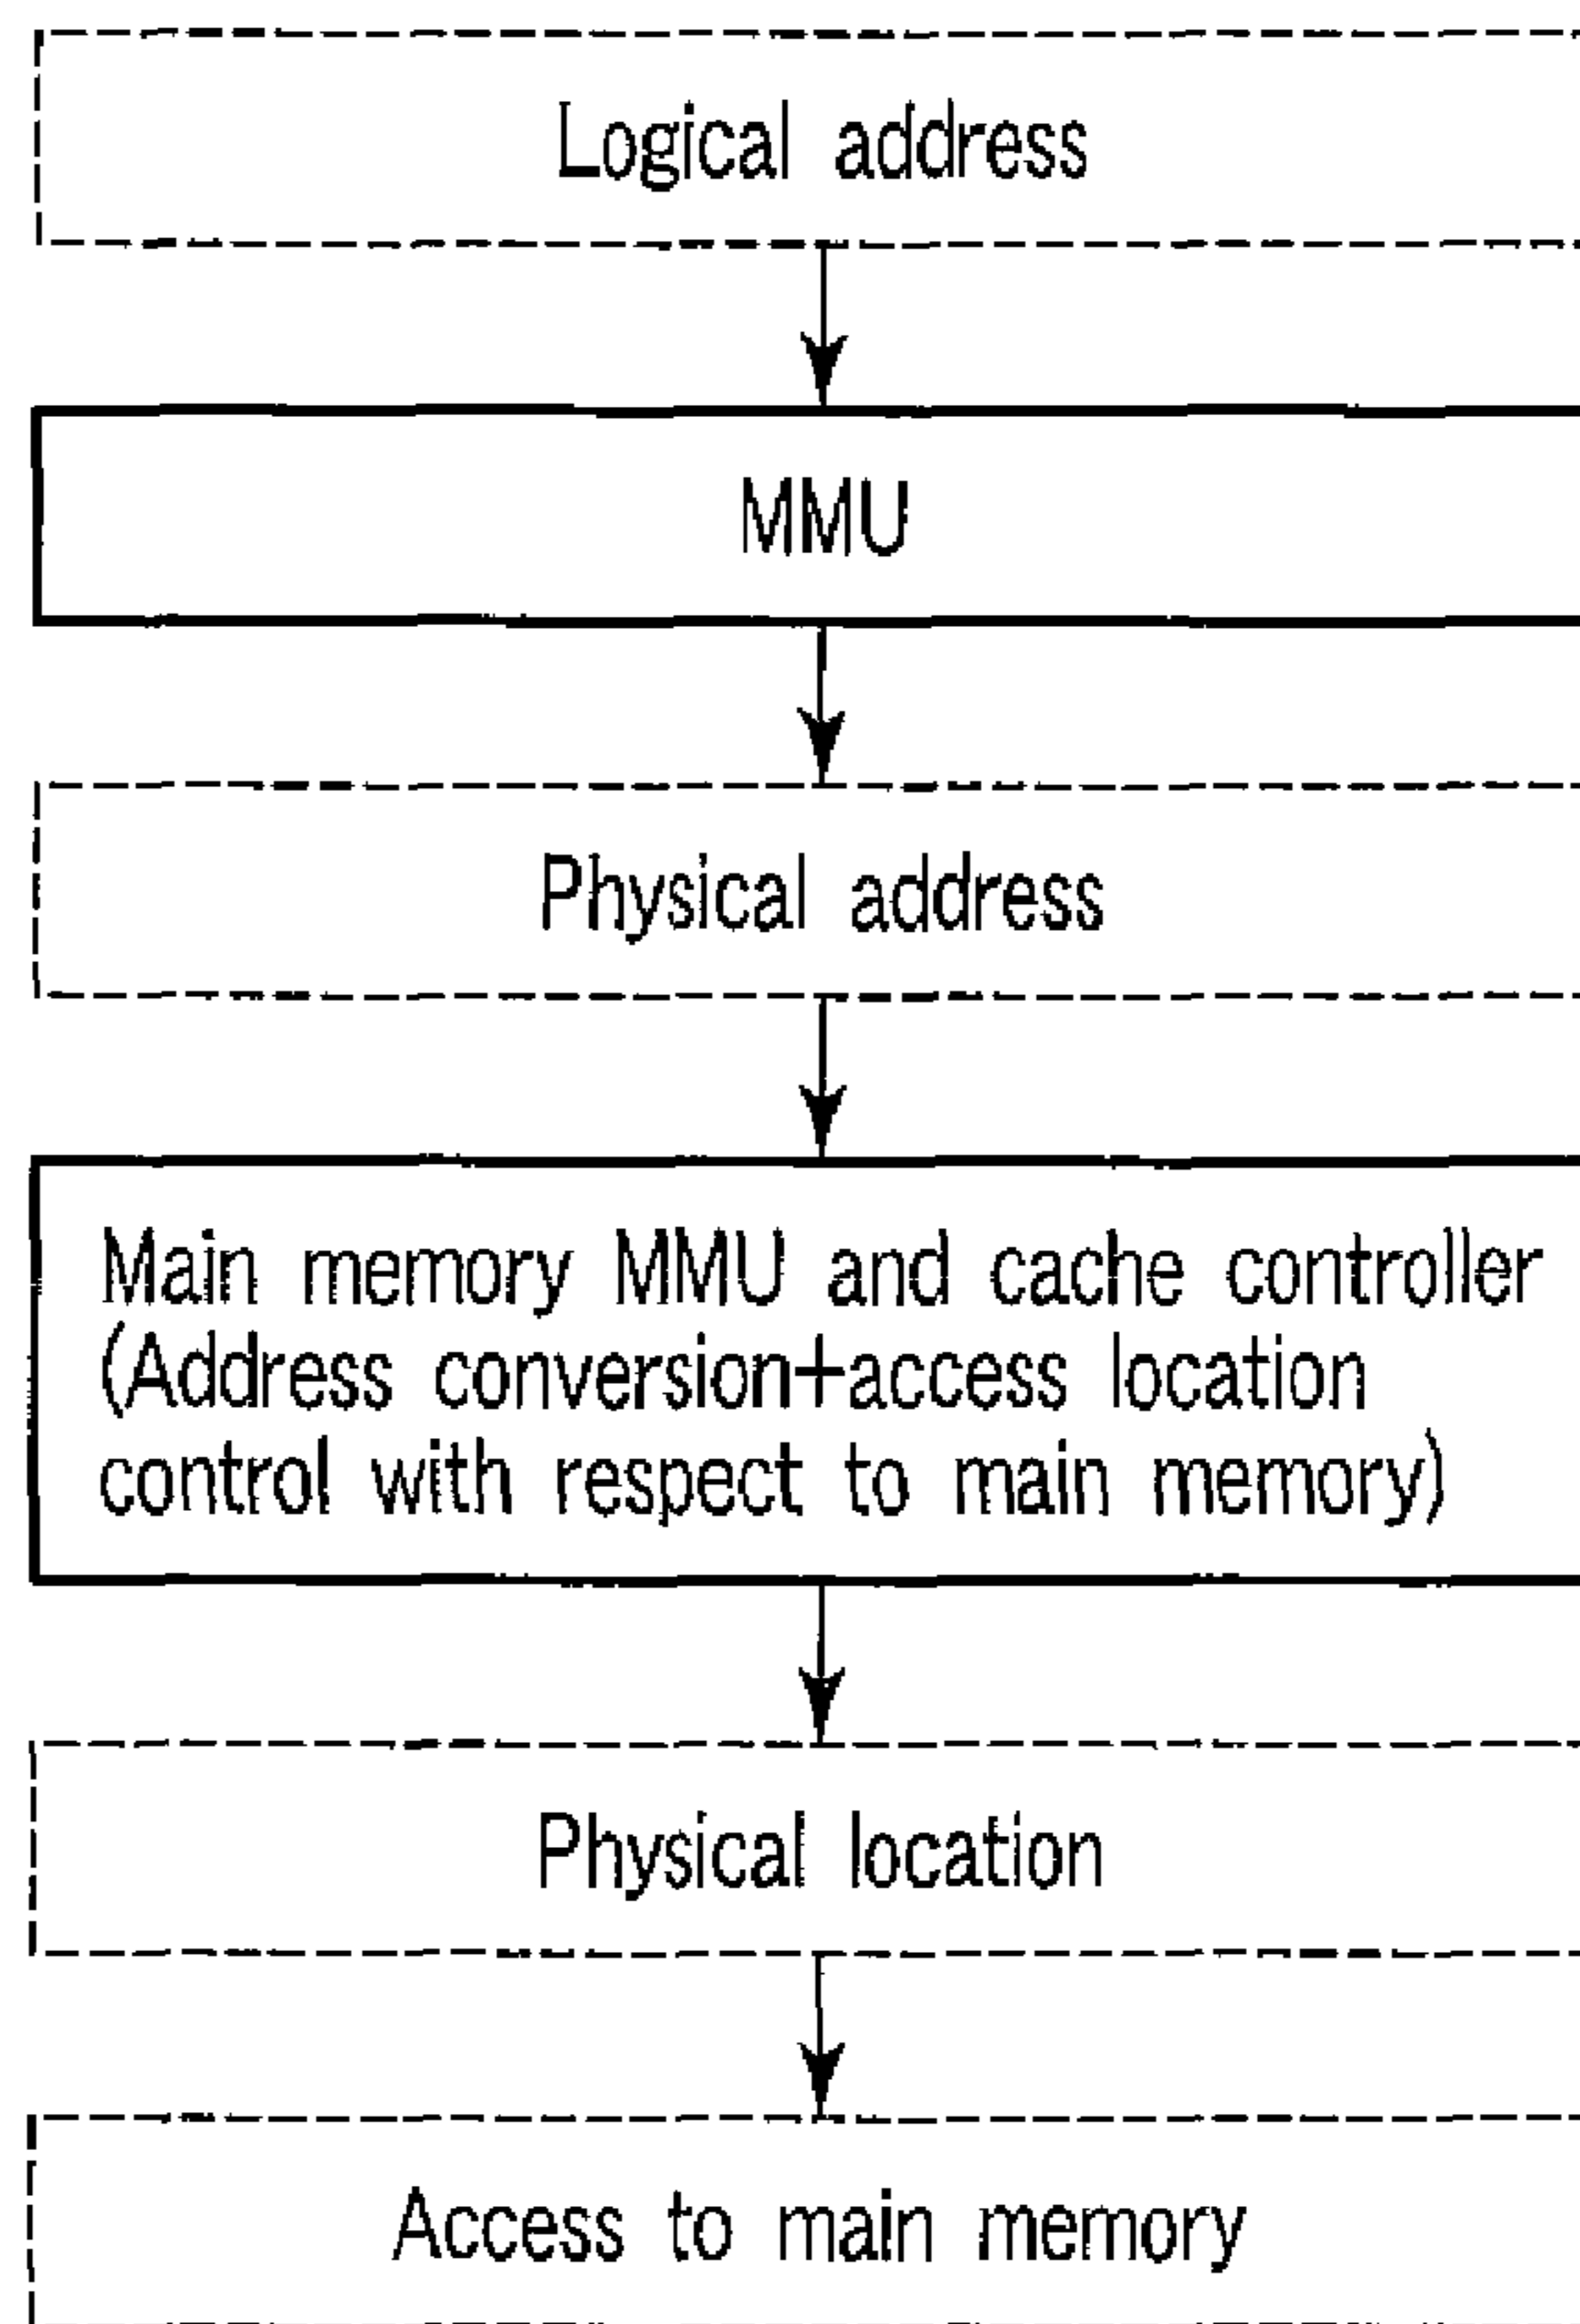 Logical address
MMU
Physical address
Main memory MMU and cache controller
(Address conversion+access location
control with respect to main memory)
Physical location
Access to main memory